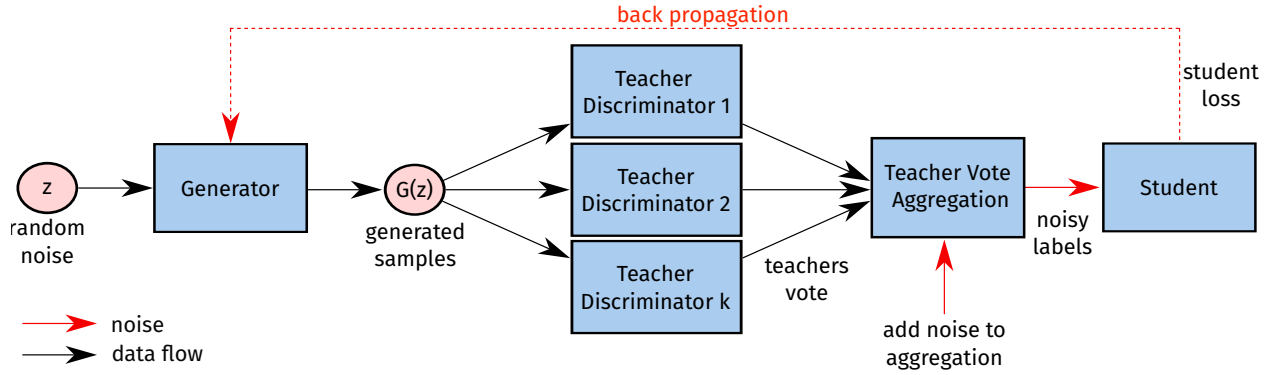 back propagation
z
random
noise
Generator
G(z)
generated
samples
Teacher
Discriminator 1
Teacher
Discriminator 2
Teacher
Discriminator k
teachers
vote
Teacher Vote
Aggregation
add noise to
aggregation
noisy
labels
Student
student
loss
noise
data flow